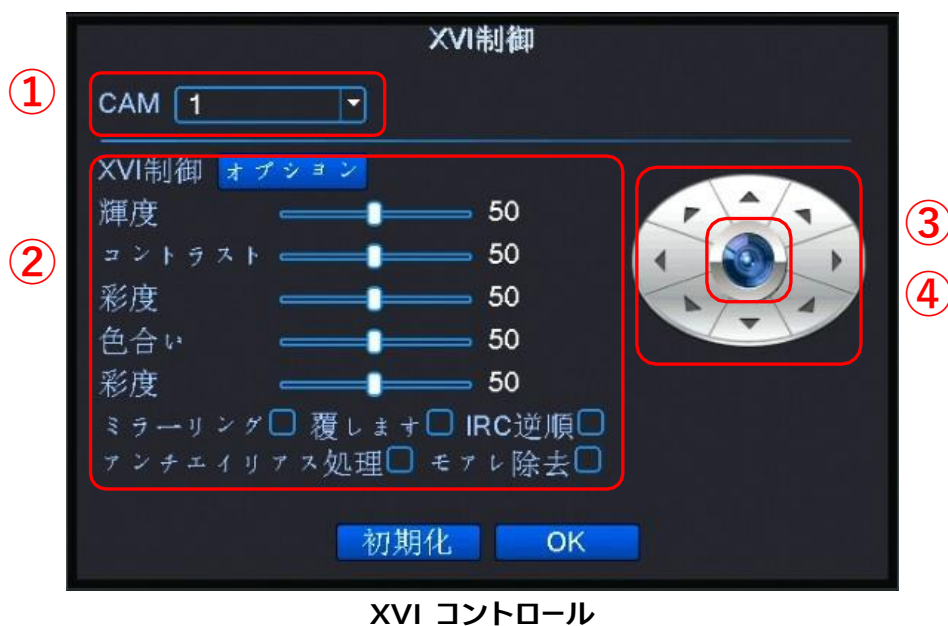 XVI制御
①
CAM 1
XVI制御 オプション
輝度 50
コントラスト 50
彩度 50
色合い 50
彩度 50
ミラーリング 覆します IRC逆順
アンチエイリアス処理 モアレ除去
②
③
④
初期化 OK
XVI コントロール